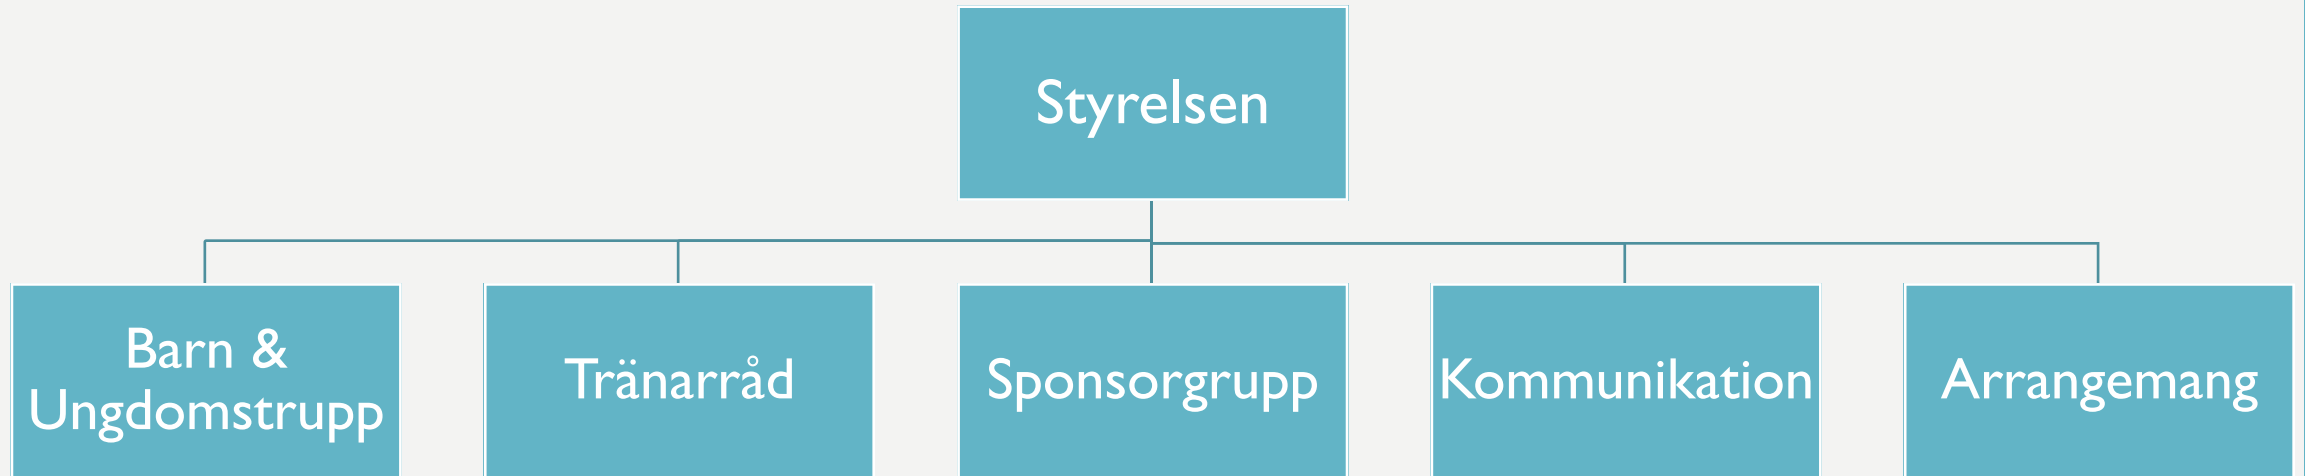 Styrelsen
Barn &
Ungdomstrupp
Tränarråd
Sponsorgrupp
Kommunikation
Arrangemang